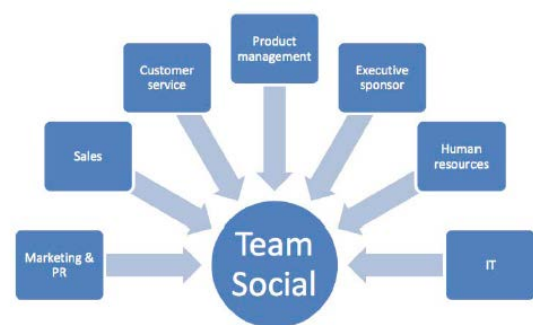 Product
management
Customer
service
Executive
sponsor
Sales
Human
resources
Marketing &
PR
Team
Social
IT